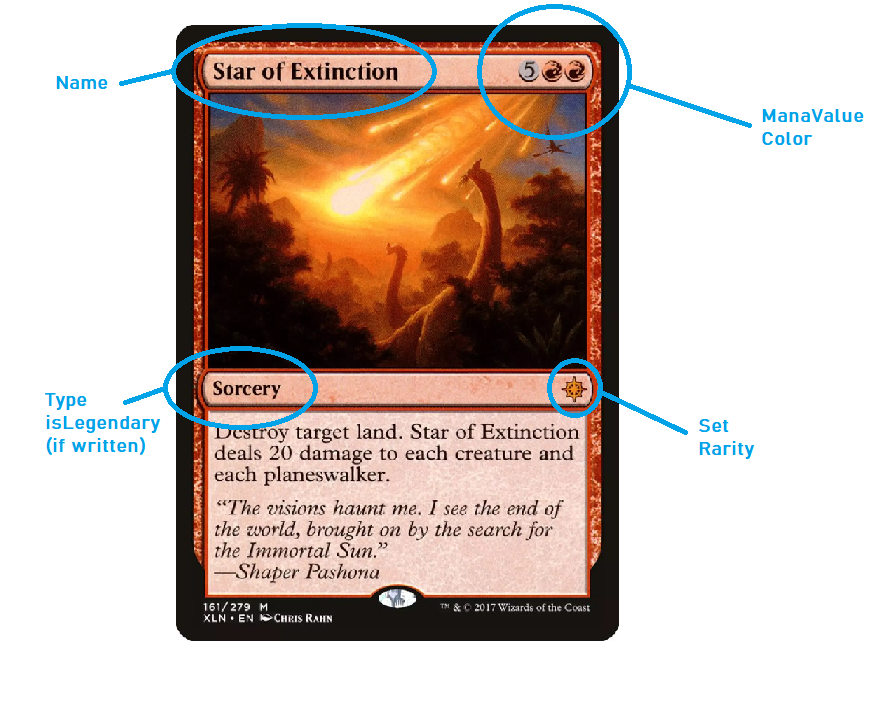 Name
Star of Extinction
5
ManaValue
Color
Type
isLegendary
(if written)
Sorcery
Set
Rarity
Destroy target land. Star of Extinction
deals 20 damage to each creature and
each planeswalker.
“The visions haunt me. I see the end of
the world, brought on by the search for
the Immortal Sun.”
—Shaper Pashona
161/279 M
XLN • EN Chris Rahn
™ & © 2017 Wizards of the Coast